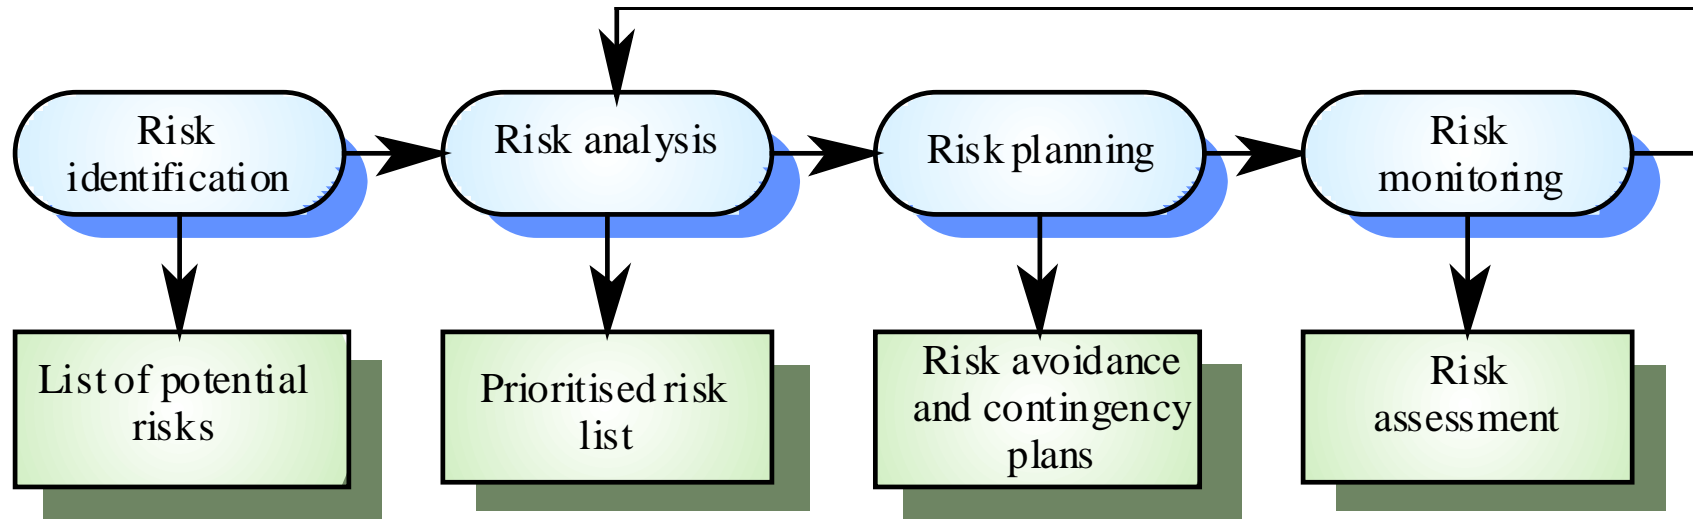 Risk
identification
Risk analysis
Risk planning
Risk
monitoring
List of potential
risks
Prioritised risk
list
Risk avoidance
and contingency
plans
Risk
assessment